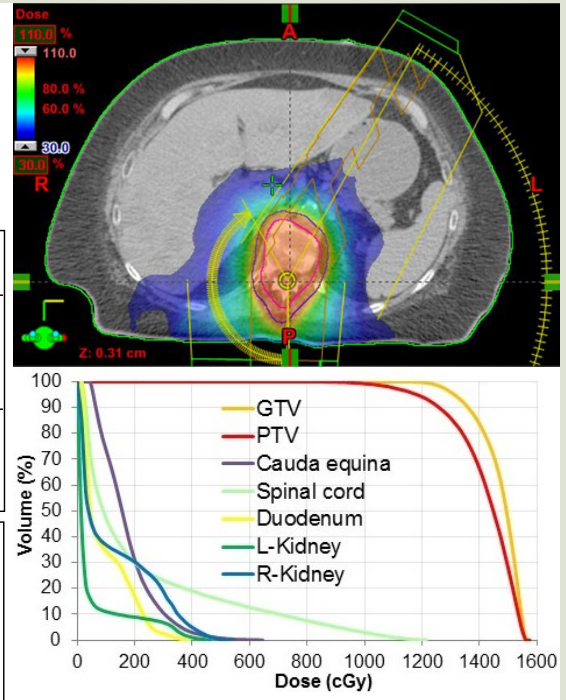 Dose
110.0 %
110.0
80.0 %
60.0 %
30.0
30.0 %
A
R
L
P
Z: 0.31 cm
100
90
80
70
60
50
40
30
20
10
0
Volume (%)
GTV
PTV
Cauda equina
Spinal cord
Duodenum
L-Kidney
R-Kidney
0 200 400 600 800 1000 1200 1400 1600
Dose (cGy)